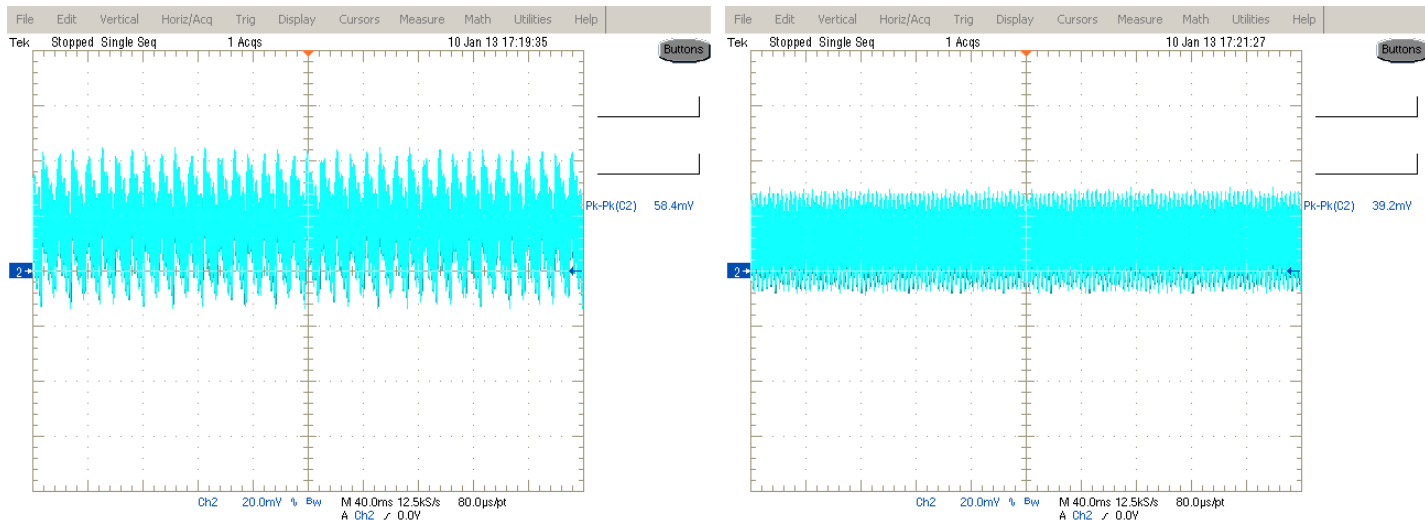 File Edit Vertical Horiz/Acq Trig Display Cursors Measure Math Utilities Help
Tek Stopped Single Seq 1 Acqs 10 Jan 13 17:19:35
Buttons
Pk-Pk(C2) 58.4mV
2
Ch2 20.0mV % Bw M 40.0ms 12.5kS/s 80.0µs/pt
A Ch2 / 0.0V
File Edit Vertical Horiz/Acq Trig Display Cursors Measure Math Utilities Help
Tek Stopped Single Seq 1 Acqs 10 Jan 13 17:21:27
Buttons
Pk-Pk(C2) 39.2mV
2
Ch2 20.0mV % Bw M 40.0ms 12.5kS/s 80.0µs/pt
A Ch2 / 0.0V